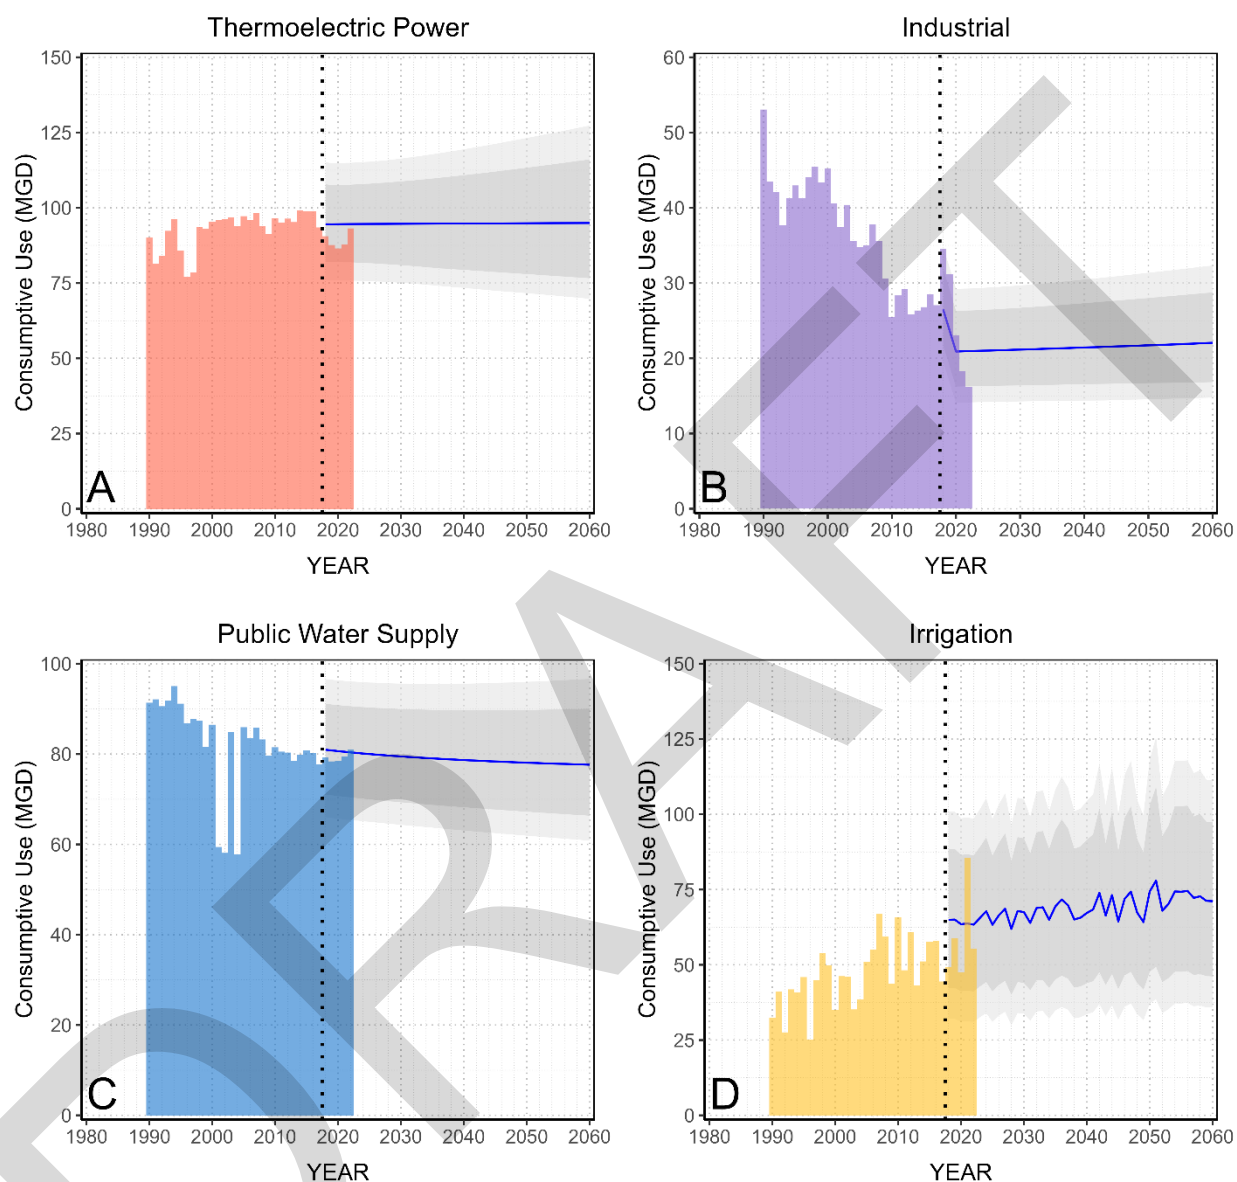 Thermoelectric Power
Industrial
Consumptive Use (MGD)
150
125
100
75
50
25
0
A
1980 1990 2000 2010 2020 2030 2040 2050 2060
YEAR
Consumptive Use (MGD)
60
50
40
30
20
10
0
B
1980 1990 2000 2010 2020 2030 2040 2050 2060
YEAR
Public Water Supply
Irrigation
Consumptive Use (MGD)
100
80
60
40
20
0
C
1980 1990 2000 2010 2020 2030 2040 2050 2060
YEAR
Consumptive Use (MGD)
150
125
100
75
50
25
0
D
1980 1990 2000 2010 2020 2030 2040 2050 2060
YEAR
DRAFT